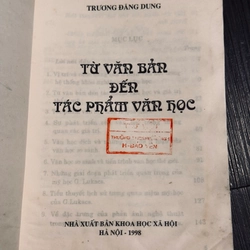 TRƯƠNG ĐĂNG DUNG
TỪ VĂN BẢN
ĐẾN
TÁC PHẨM VĂN HỌC
NHÀ XUẤT BẢN KHOA HỌC XÃ HỘI
HÀ NỘI - 1998